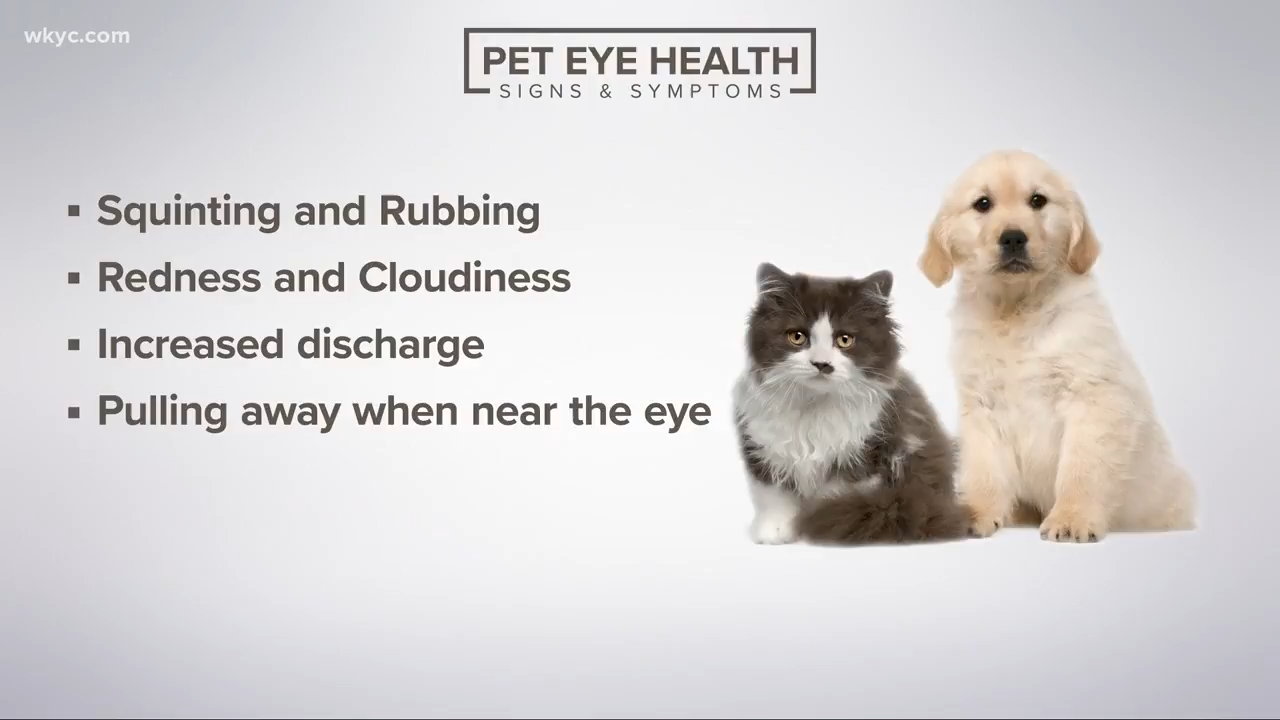 wkyc.com
PET EYE HEALTH
SIGNS & SYMPTOMS
▪ Squinting and Rubbing
▪ Redness and Cloudiness
▪ Increased discharge
▪ Pulling away when near the eye